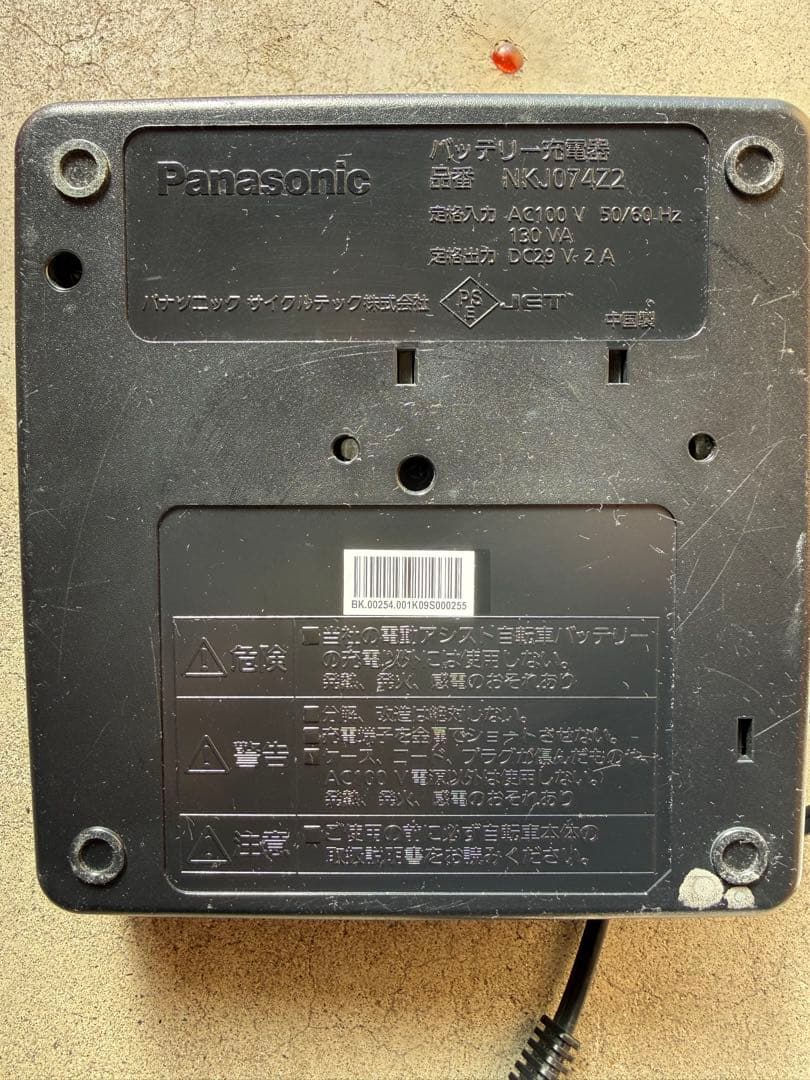 Panasonic
バッテリー充電器
品番 NKJ074Z2
定格入力 AC100 V 50/60 Hz
130 VA
定格出力 DC29 V 2 A
パナソニック サイクルテック株式会社 PSE JET 中国製
BK.00254.001K09S000255
危険
■当社の電動アシスト自転車バッテリー
の充電以外にお使用しない。
発熱、発火、感電のおそれあり
警告
■分解、改造は絶対しない。
■充電端子を金属でショートさせない。
■ケース、コード、プラグが傷んだものや
AC100 V電源以外は使用しない。
発熱、発火、感電のおそれあり
注意
■ご使用の前に必ず自転車本体の
取扱説明書をお読みください。